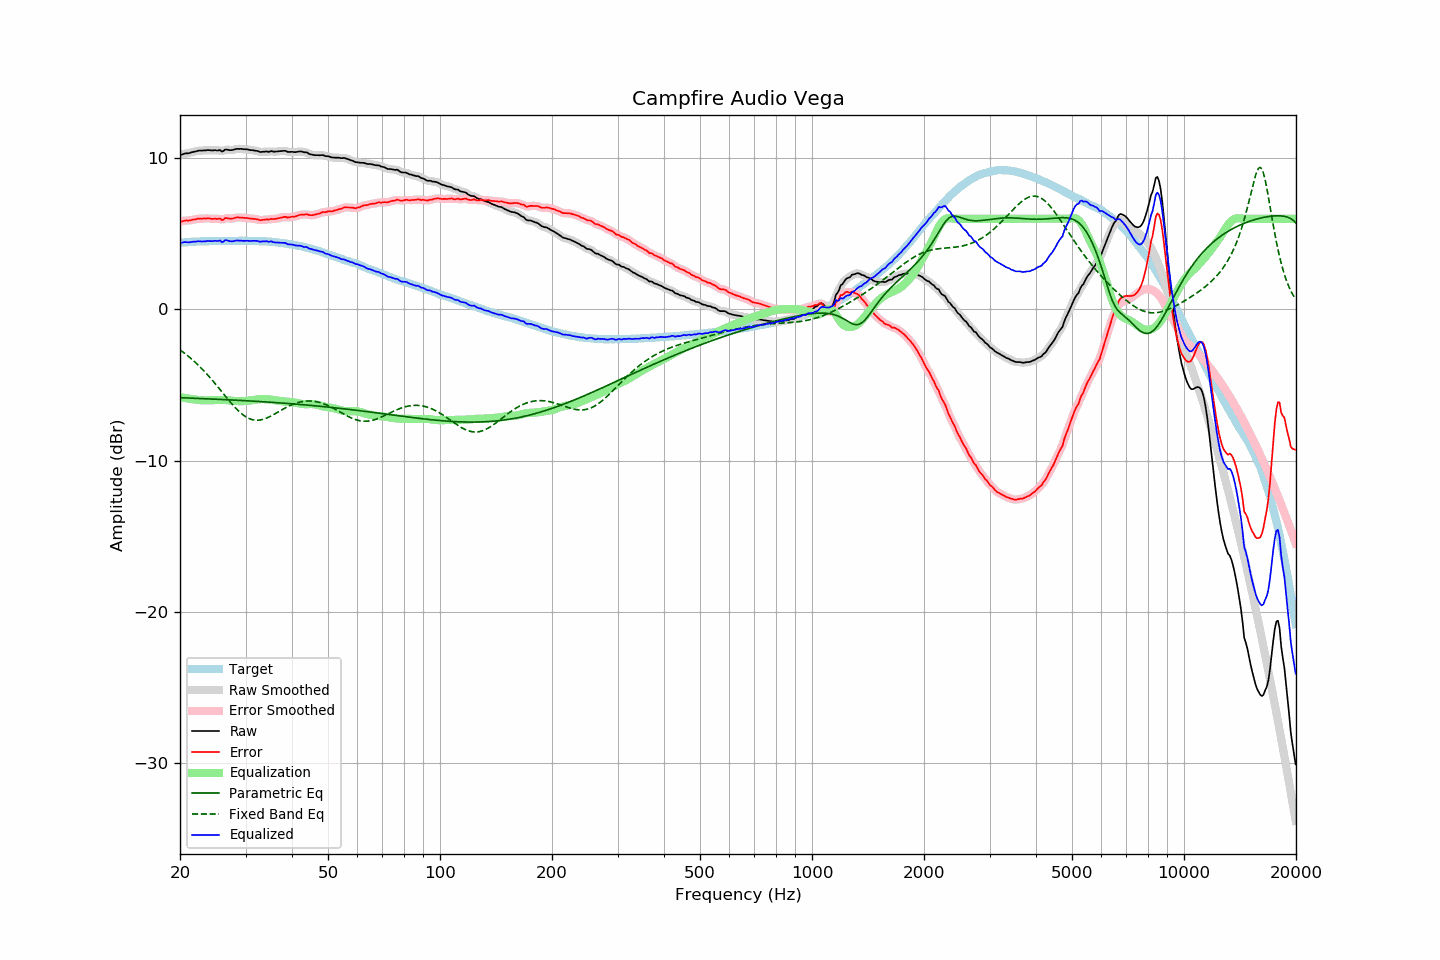 Campfire Audio Vega
Amplitude (dBr)
10
0
−10
−20
−30
Target
Raw Smoothed
Error Smoothed
Raw
Error
Equalization
Parametric Eq
Fixed Band Eq
Equalized
20 50 100 200 500 1000 2000 5000 10000 20000
Frequency (Hz)